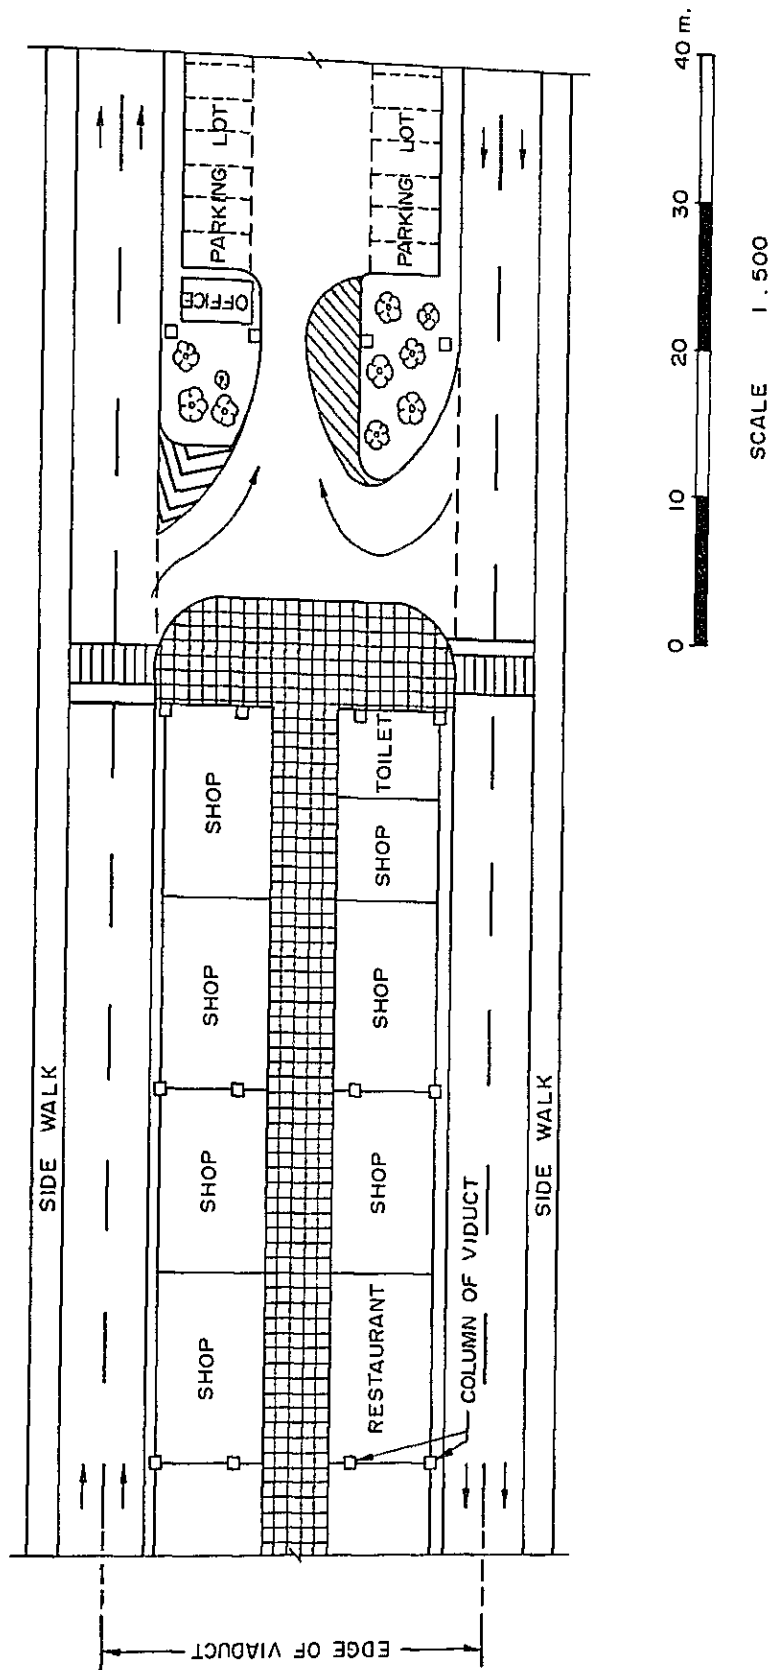 SIDE WALK
PARKING LOT
OFFICE
SHOP
SHOP
SHOP
SHOP
RESTAURANT
SHOP
SHOP
SHOP
TOILET
PARKING LOT
COLUMN OF VIDUCT
SIDE WALK
EDGE OF VIADUCT
0 10 20 30 40 m.
SCALE 1 . 500